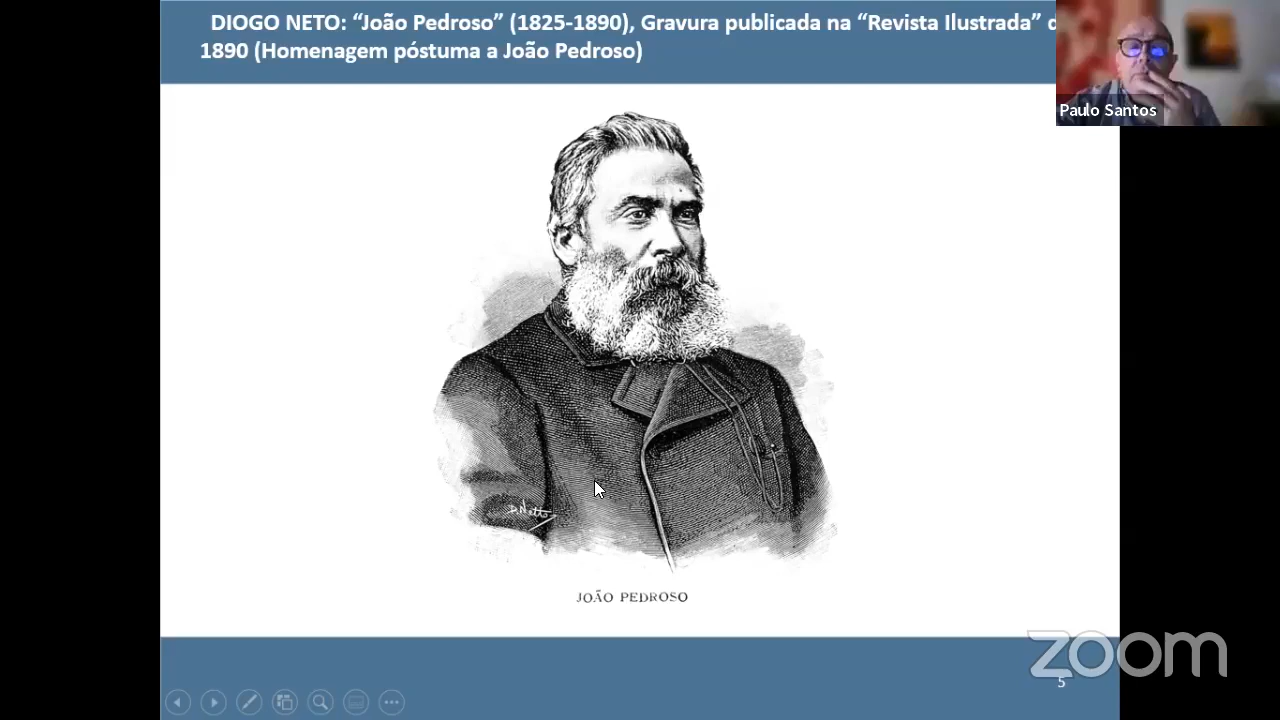 DIOGO NETO: “João Pedroso” (1825-1890), Gravura publicada na “Revista Ilustrada”
1890 (Homenagem póstuma a João Pedroso)
Paulo Santos
D. Netto
JOÃO PEDROSO
zoom
5